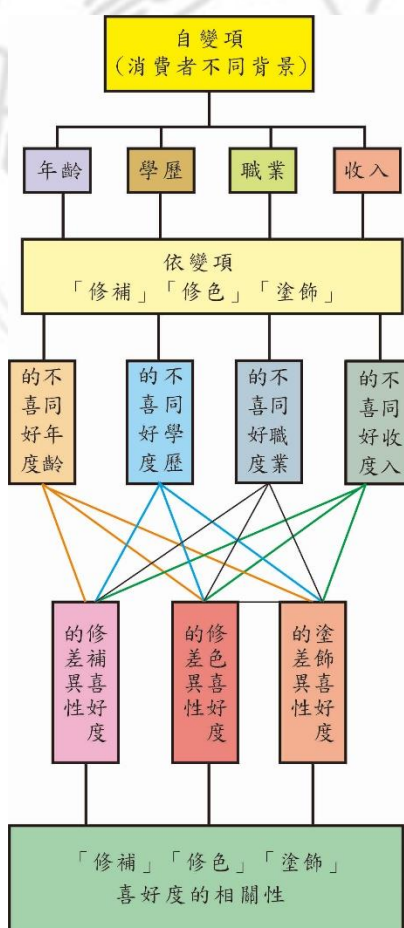 自變項
(消費者不同背景)
年齡
學歷
職業
收入
依變項
「修補」「修色」「塗飾」
不同年齡
的喜好度
不同學歷
的喜好度
不同職業
的喜好度
不同收入
的喜好度
修補喜好度
的差異性
修色喜好度
的差異性
塗飾喜好度
的差異性
「修補」「修色」「塗飾」
喜好度的相關性